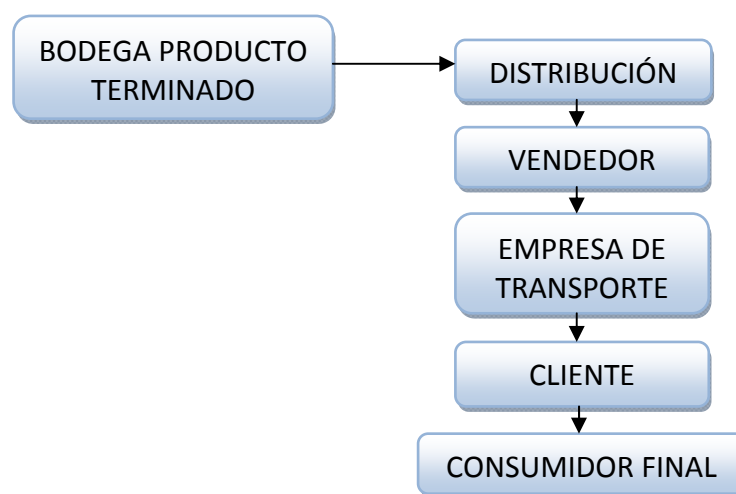 BODEGA PRODUCTO
TERMINADO
DISTRIBUCIÓN
VENDEDOR
EMPRESA DE
TRANSPORTE
CLIENTE
CONSUMIDOR FINAL